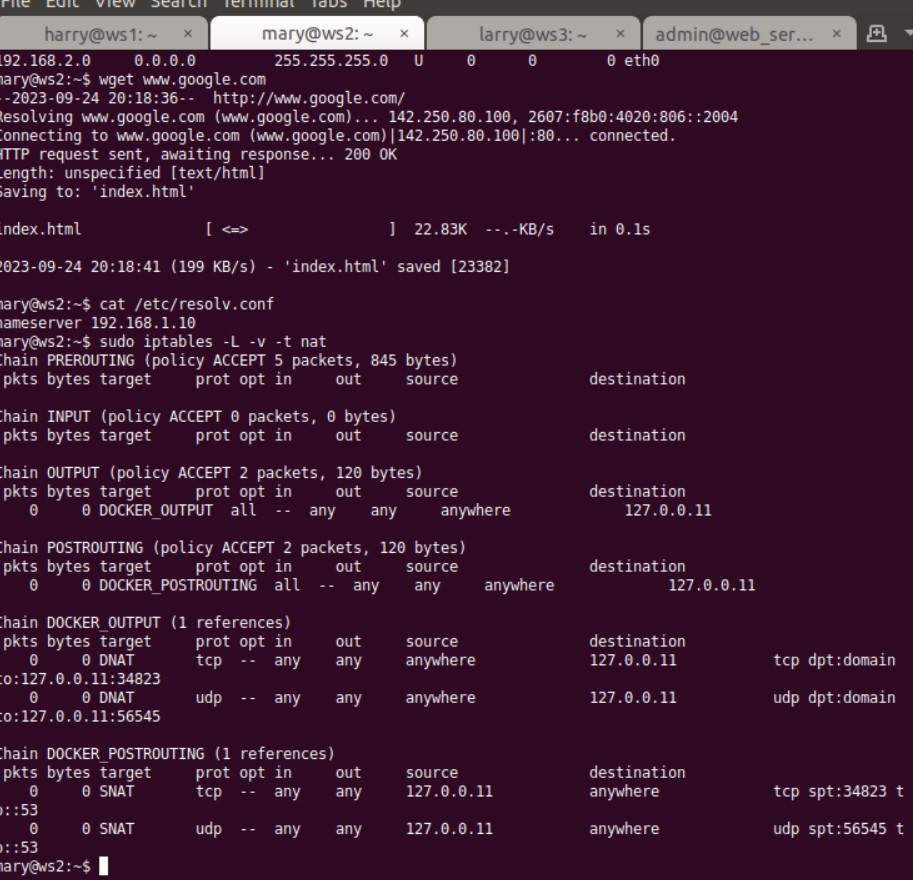 File Edit View Search Terminal Tabs Help
harry@ws1: ~ × mary@ws2: ~ × larry@ws3: ~ × admin@web_ser... ×
192.168.2.0     0.0.0.0         255.255.255.0   U     0      0        0 eth0
mary@ws2:~$ wget www.google.com
--2023-09-24 20:18:36--  http://www.google.com/
Resolving www.google.com (www.google.com)... 142.250.80.100, 2607:f8b0:4020:806::2004
Connecting to www.google.com (www.google.com)|142.250.80.100|:80... connected.
HTTP request sent, awaiting response... 200 OK
Length: unspecified [text/html]
Saving to: 'index.html'
index.html              [ <=>                ]  22.83K  --.-KB/s    in 0.1s
2023-09-24 20:18:41 (199 KB/s) - 'index.html' saved [23382]
mary@ws2:~$ cat /etc/resolv.conf
nameserver 192.168.1.10
mary@ws2:~$ sudo iptables -L -v -t nat
Chain PREROUTING (policy ACCEPT 5 packets, 845 bytes)
pkts bytes target     prot opt in     out     source               destination
Chain INPUT (policy ACCEPT 0 packets, 0 bytes)
pkts bytes target     prot opt in     out     source               destination
Chain OUTPUT (policy ACCEPT 2 packets, 120 bytes)
pkts bytes target     prot opt in     out     source               destination
0     0 DOCKER_OUTPUT  all  --  any    any     anywhere             127.0.0.11
Chain POSTROUTING (policy ACCEPT 2 packets, 120 bytes)
pkts bytes target     prot opt in     out     source               destination
0     0 DOCKER_POSTROUTING  all  --  any    any     anywhere             127.0.0.11
Chain DOCKER_OUTPUT (1 references)
pkts bytes target     prot opt in     out     source               destination
0     0 DNAT       tcp  --  any    any     anywhere             127.0.0.11           tcp dpt:domain
to:127.0.0.11:34823
0     0 DNAT       udp  --  any    any     anywhere             127.0.0.11           udp dpt:domain
to:127.0.0.11:56545
Chain DOCKER_POSTROUTING (1 references)
pkts bytes target     prot opt in     out     source               destination
0     0 SNAT       tcp  --  any    any     127.0.0.11           anywhere             tcp spt:34823 t
o::53
0     0 SNAT       udp  --  any    any     127.0.0.11           anywhere             udp spt:56545 t
o::53
mary@ws2:~$